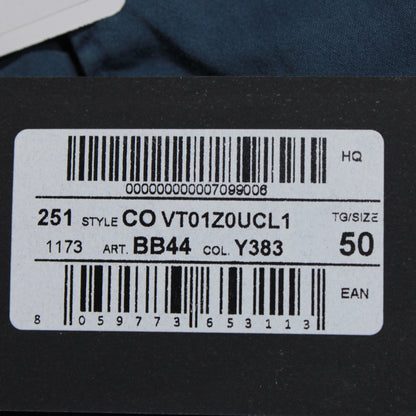 HQ
000000000007099006
251 STYLE CO VT01Z0UCL1 TG/SIZE
1173 ART. BB44 COL. Y383 50
EAN
8 059773 653113